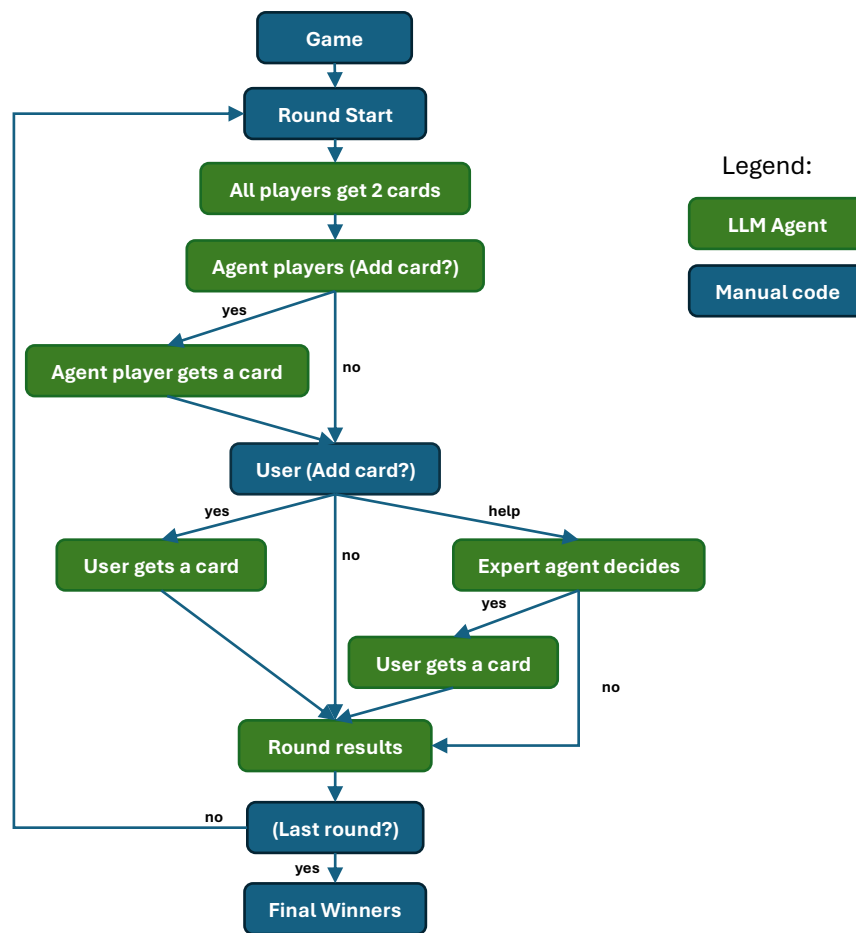 Game
Round Start
Legend:
All players get 2 cards
LLM Agent
Agent players (Add card?)
Manual code
yes
Agent player gets a card
no
User (Add card?)
yes
help
no
User gets a card
Expert agent decides
yes
User gets a card
no
Round results
no
(Last round?)
yes
Final Winners